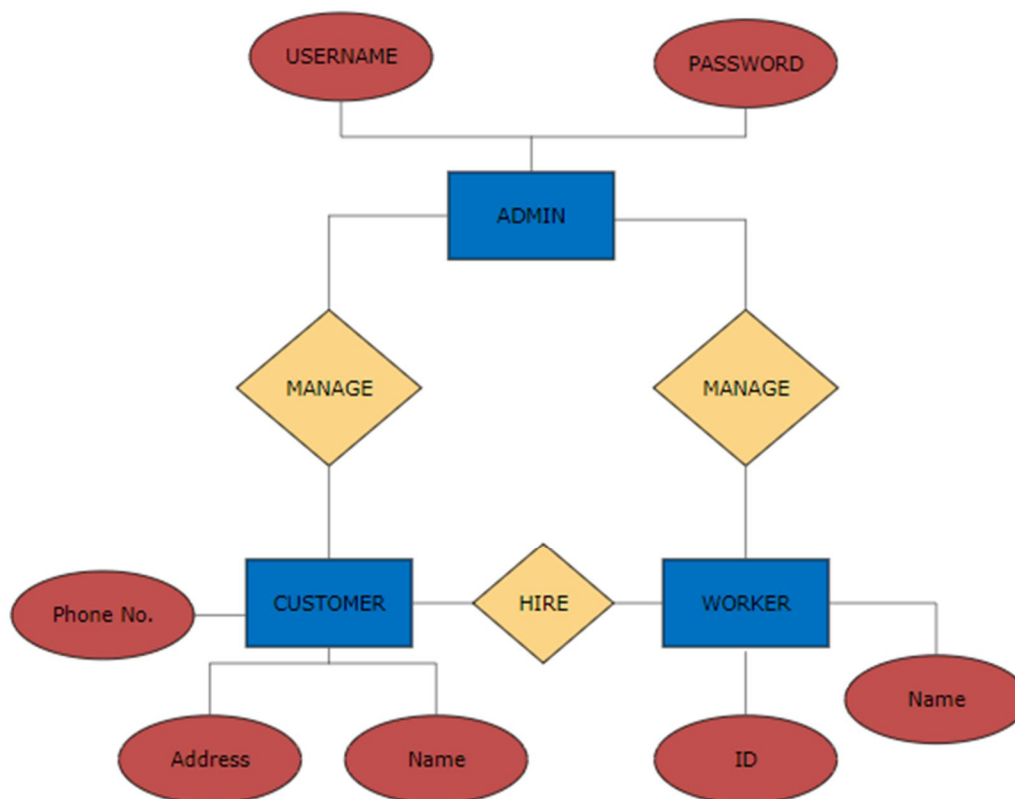 USERNAME
PASSWORD
ADMIN
MANAGE
MANAGE
CUSTOMER
HIRE
WORKER
Phone No.
Name
Address
Name
ID